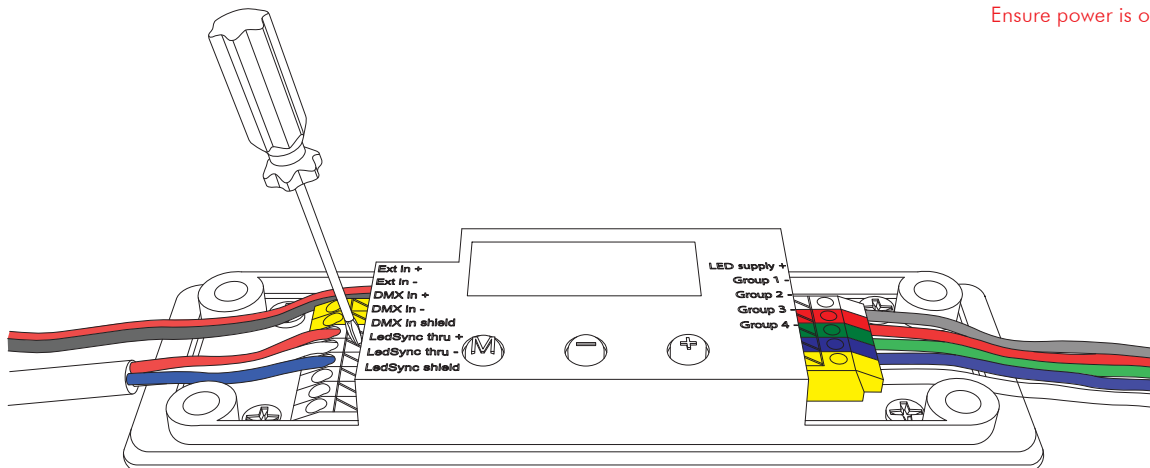 Ensure power is o
Ext in +
Ext in -
DMX in +
DMX in -
DMX in shield
LedSync thru +
LedSync thru -
LedSync shield
M
-
+
LED supply +
Group 1 -
Group 2 -
Group 3 -
Group 4 -